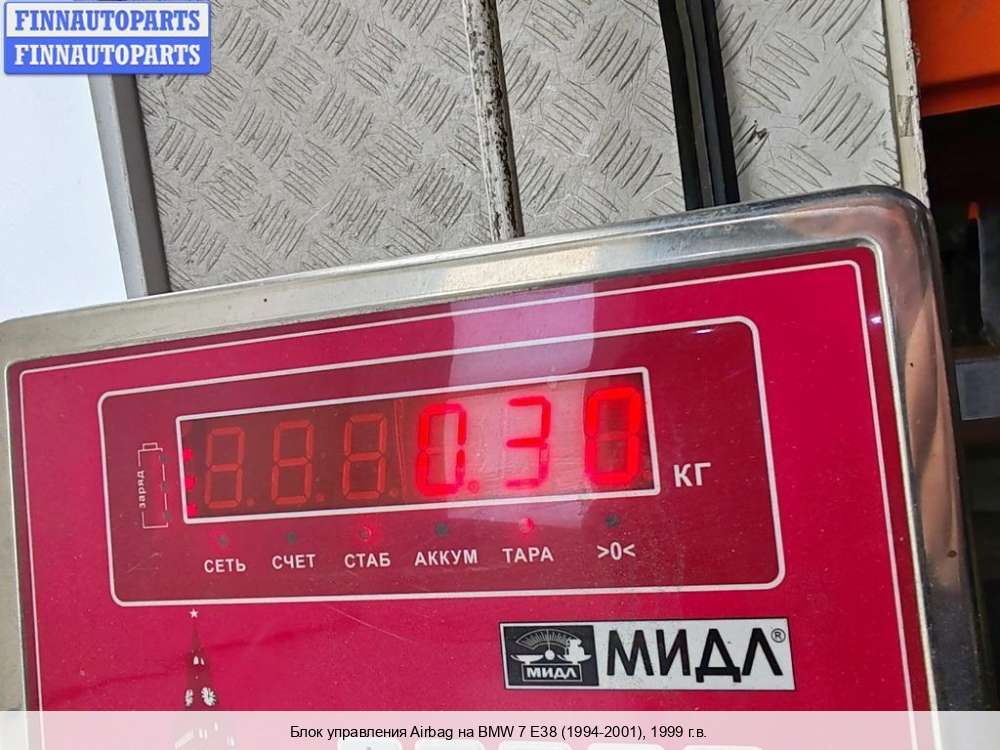 FINNAUTOPARTS
FINNAUTOPARTS
0.30
КГ
заряд
СЕТЬ СЧЕТ СТАБ АККУМ ТАРА >0<
МИДЛ МИДЛ®
Блок управления Airbag на BMW 7 E38 (1994-2001), 1999 г.в.